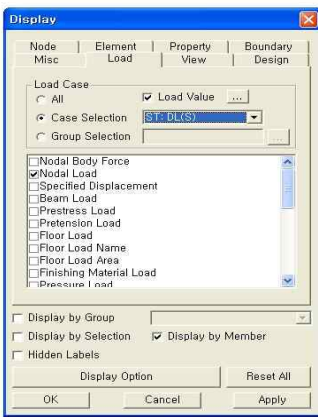 Display
Node Element Property Boundary
Misc Load View Design
Load Case
All Load Value ...
Case Selection ST: DL(S)
Group Selection ...
Nodal Body Force
Nodal Load
Specified Displacement
Beam Load
Prestress Load
Pretension Load
Floor Load
Floor Load Name
Floor Load Area
Finishing Material Load
Pressure Load
Display by Group
Display by Selection Display by Member
Hidden Labels
Display Option Reset All
OK Cancel Apply